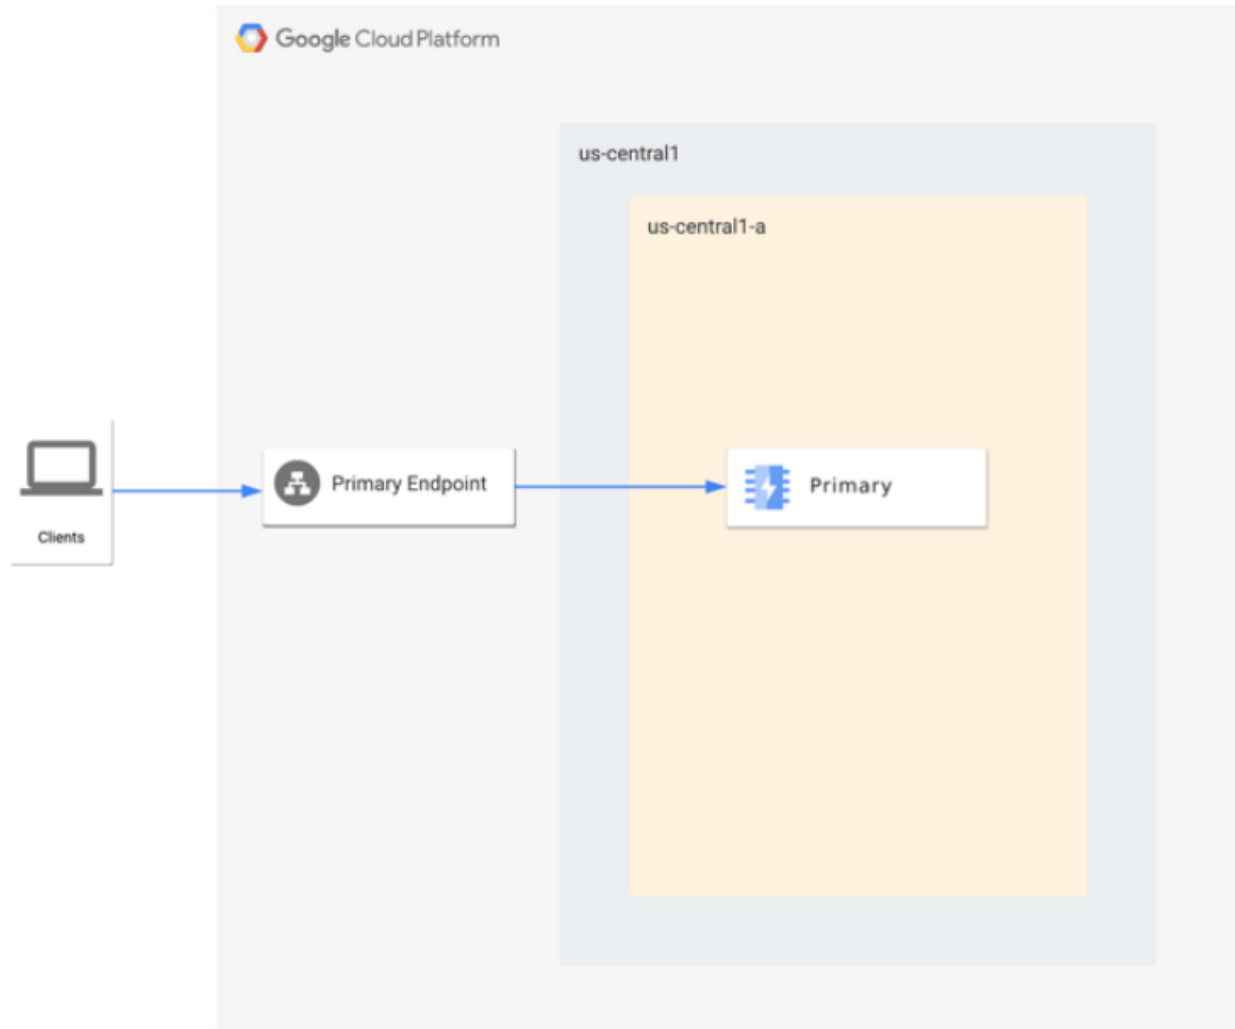 Google Cloud Platform
us-central1
us-central1-a
Clients
Primary Endpoint
Primary